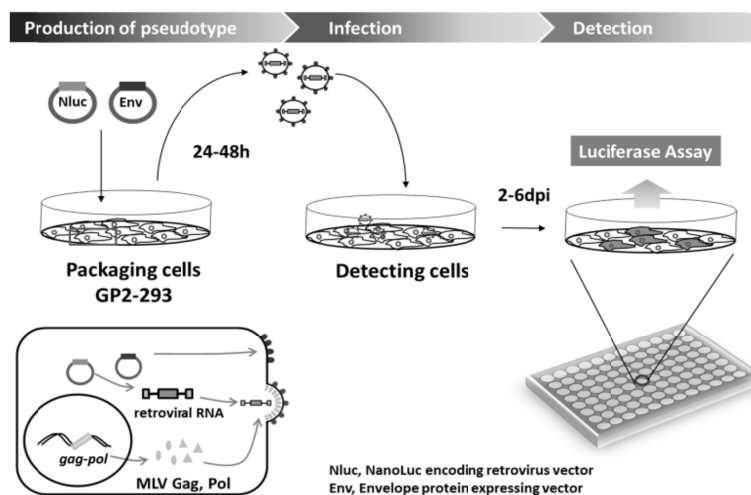 Production of pseudotype
Infection
Detection
Nluc
Env
24-48h
Luciferase Assay
2-6dpi
Packaging cells
GP2-293
Detecting cells
retroviral RNA
gag-pol
MLV Gag, Pol
Nluc, NanoLuc encoding retrovirus vector
Env, Envelope protein expressing vector